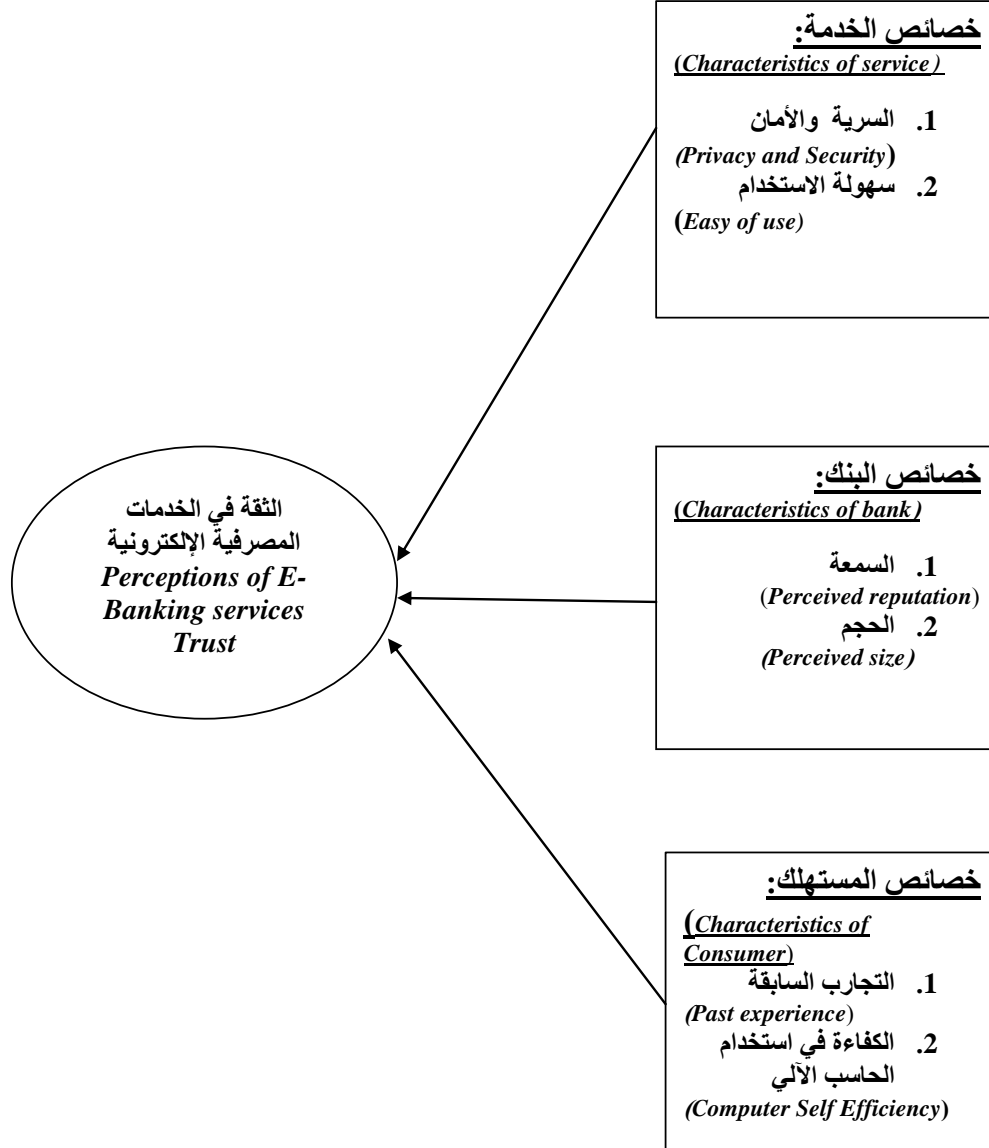 خصائص الخدمة:
(Characteristics of service)
1. السرية والأمان
(Privacy and Security)
2. سهولة الاستخدام
(Easy of use)
خصائص البنك:
(Characteristics of bank)
1. السمعة
(Perceived reputation)
2. الحجم
(Perceived size)
الثقة في الخدمات
المصرفية الإلكترونية
Perceptions of E-
Banking services
Trust
خصائص المستهلك:
(Characteristics of
Consumer)
1. التجارب السابقة
(Past experience)
2. الكفاءة في استخدام
الحاسب الآلي
(Computer Self Efficiency)